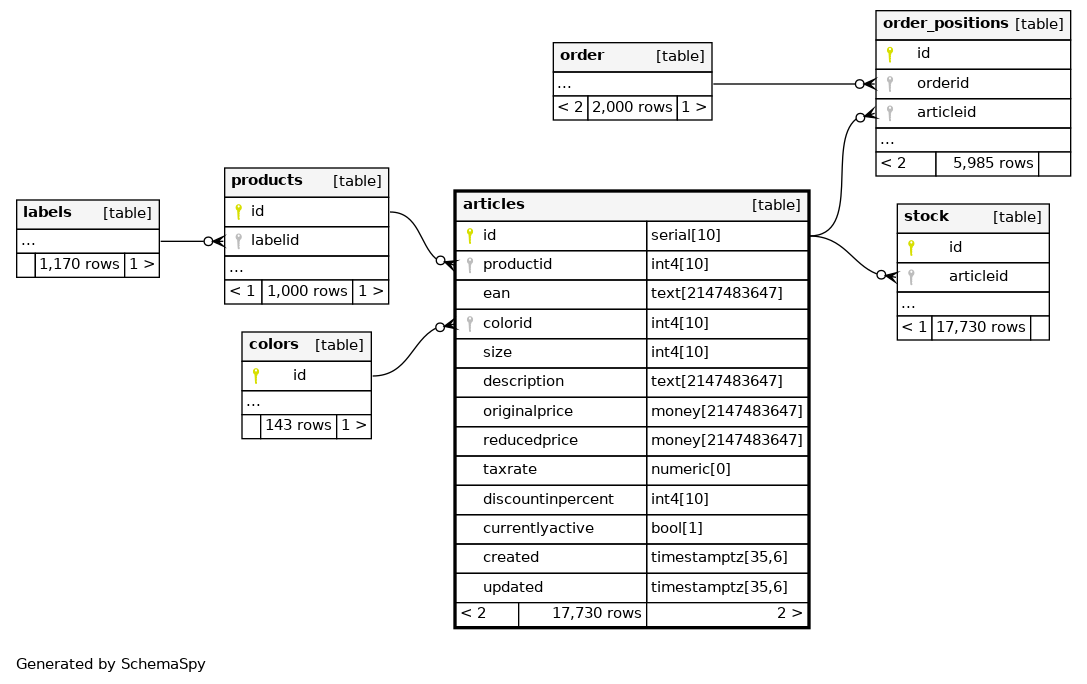 order_positions [table]
id
orderid
articleid
...
< 2 5,985 rows
order [table]
...
< 2 2,000 rows 1 >
products [table]
id
labelid
...
< 1 1,000 rows 1 >
labels [table]
...
1,170 rows 1 >
articles [table]
id serial[10]
productid int4[10]
ean text[2147483647]
colorid int4[10]
size int4[10]
description text[2147483647]
originalprice money[2147483647]
reducedprice money[2147483647]
taxrate numeric[0]
discountinpercent int4[10]
currentlyactive bool[1]
created timestamptz[35,6]
updated timestamptz[35,6]
< 2 17,730 rows 2 >
stock [table]
id
articleid
...
< 1 17,730 rows
colors [table]
id
...
143 rows 1 >
Generated by SchemaSpy